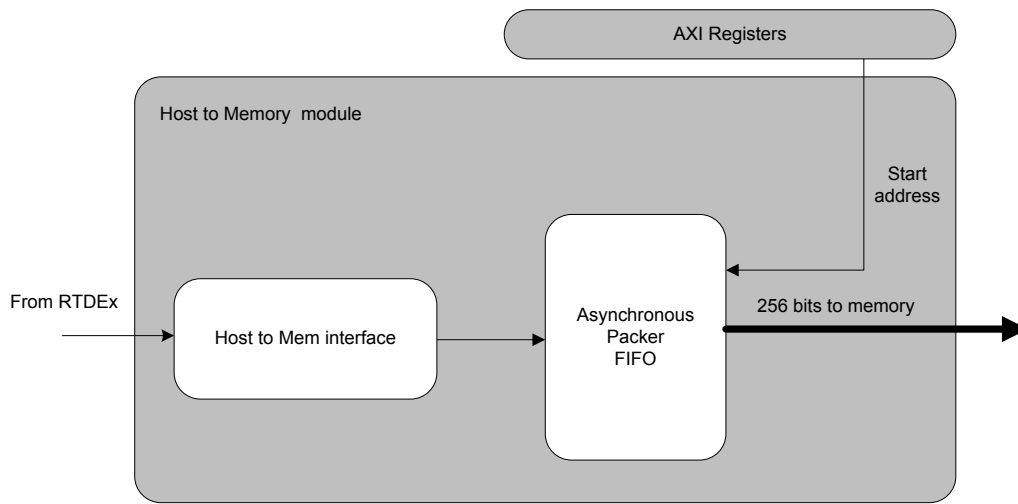 AXI Registers
Host to Memory module
Start
address
From RTDEx
256 bits to memory
Host to Mem interface
Asynchronous
Packer
FIFO